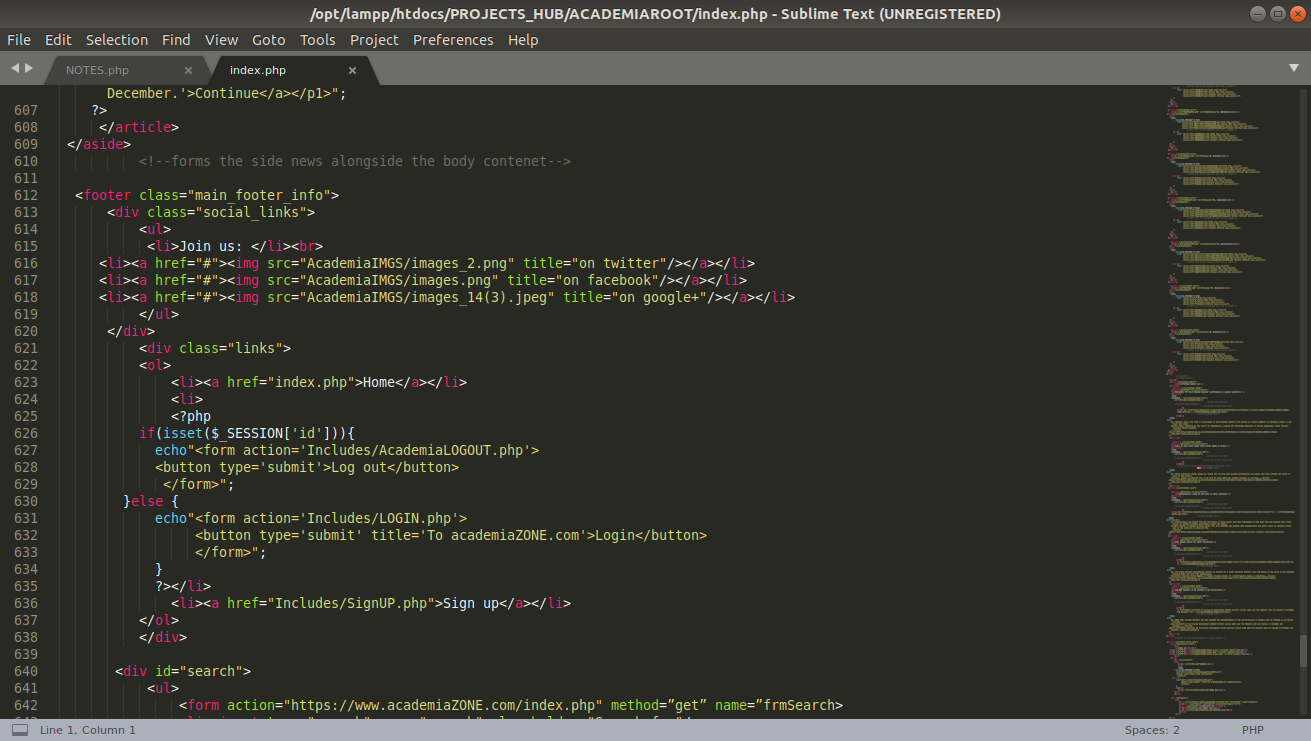 /opt/lampp/htdocs/PROJECTS_HUB/ACADEMIAROOT/index.php - Sublime Text (UNREGISTERED)
File Edit Selection Find View Goto Tools Project Preferences Help
NOTES.php × index.php ×
December.'>Continue</a></p1>";
607 ?>
608 </article>
609 </aside>
610 <!--forms the side news alongside the body contenet-->
611
612 <footer class="main_footer_info">
613 <div class="social_links">
614 <ul>
615 <li>Join us: </li><br>
616 <li><a href="#"><img src="AcademiaIMGS/images_2.png" title="on twitter"/></a></li>
617 <li><a href="#"><img src="AcademiaIMGS/images.png" title="on facebook"/></a></li>
618 <li><a href="#"><img src="AcademiaIMGS/images_14(3).jpeg" title="on google+"/></a></li>
619 </ul>
620 </div>
621 <div class="links">
622 <ol>
623 <li><a href="index.php">Home</a></li>
624 <li>
625 <?php
626 if(isset($_SESSION['id'])){
627 echo"<form action='Includes/AcademiaLOGOUT.php'>
628 <button type='submit'>Log out</button>
629 </form>";
630 }else {
631 echo"<form action='Includes/LOGIN.php'>
632 <button type='submit' title='To academiaZONE.com'>Login</button>
633 </form>";
634 }
635 ?></li>
636 <li><a href="Includes/SignUP.php">Sign up</a></li>
637 </ol>
638 </div>
639
640 <div id="search">
641 <ul>
642 <form action="https://www.academiaZONE.com/index.php" method=”get” name=”frmSearch>
Line 1, Column 1 Spaces: 2 PHP